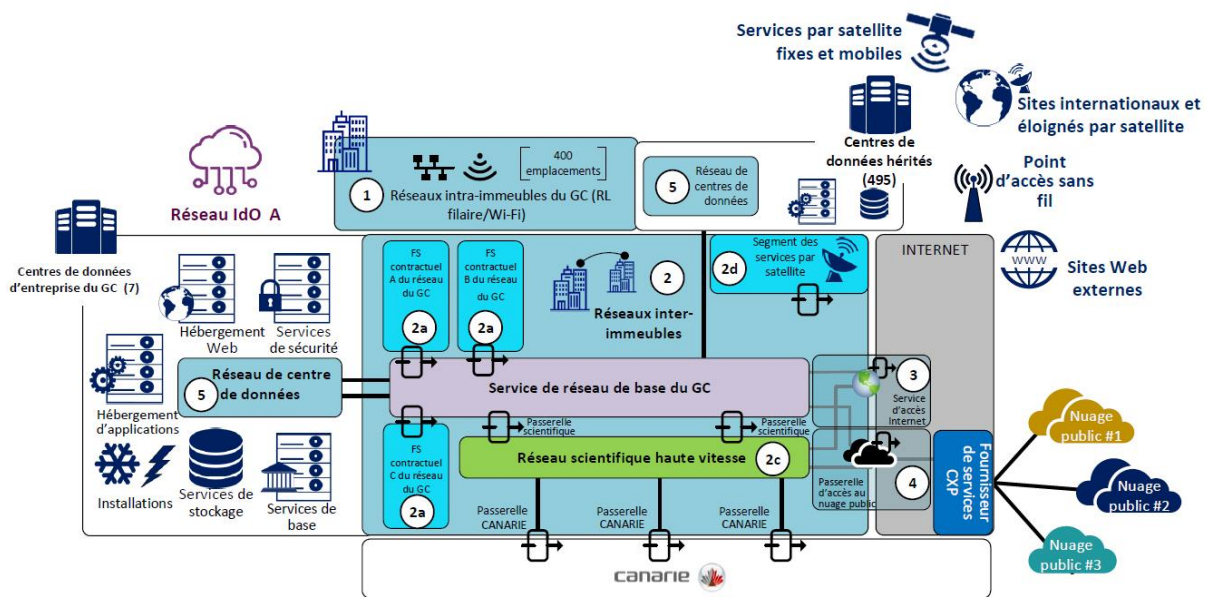 Services par satellite
fixes et mobiles
Sites internationaux et
éloignés par satellite
Centres de
données hérités
(495)
Point
d'accès sans
fil
400
emplacements
1
Réseaux intra-immeubles du GC (RL
filaire/Wi-Fi)
5
Réseau de
centres de
données
Réseau IdO A
Centres de données
d'entreprise du GC (7)
FS
contractuel
A du réseau
du GC
2a
FS
contractuel
B du réseau
du GC
2a
2
Réseaux inter-
immeubles
2d
Segment des
services par
satellite
INTERNET
WWW
Sites Web
externes
Hébergement
Web
Services
de sécurité
Réseau de centre
de données
5
Service de réseau de base du GC
3
Service
d'accès
Internet
Hébergement
d'applications
Passerelle
scientifique
Passerelle
scientifique
FS
contractuel
C du réseau
du GC
2a
Réseau scientifique haute vitesse
2c
Passerelle
d'accès au
nuage public
4
Fournisseur
de services
CXP
Nuage
public #1
Nuage
public #2
Nuage
public #3
Installations
Services de
stockage
Services de
base
Passerelle
CANARIE
Passerelle
CANARIE
Passerelle
CANARIE
canarie